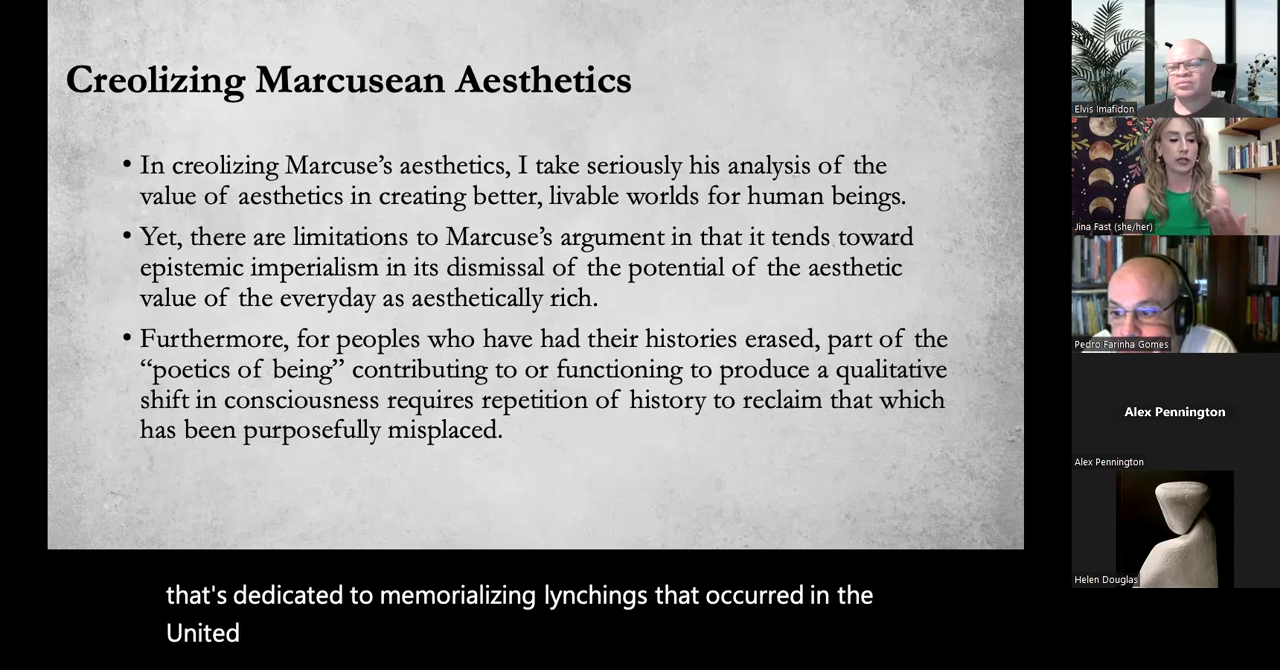 Creolizing Marcusean Aesthetics
• In creolizing Marcuse’s aesthetics, I take seriously his analysis of the
value of aesthetics in creating better, livable worlds for human beings.
• Yet, there are limitations to Marcuse’s argument in that it tends toward
epistemic imperialism in its dismissal of the potential of the aesthetic
value of the everyday as aesthetically rich.
• Furthermore, for peoples who have had their histories erased, part of the
“poetics of being” contributing to or functioning to produce a qualitative
shift in consciousness requires repetition of history to reclaim that which
has been purposefully misplaced.
that's dedicated to memorializing lynchings that occurred in the
United
Elvis Imafidon
Jina Fast (she/her)
Pedro Farinha Gomes
Alex Pennington
Alex Pennington
Helen Douglas